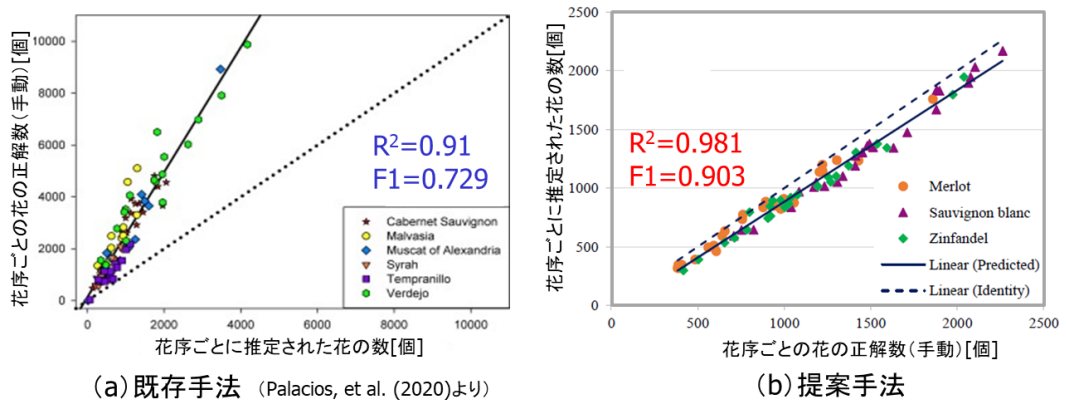 花序ごとの花の正解数(手動)[個]
10000
8000
6000
4000
2000
0
R²=0.91
F1=0.729
Cabernet Sauvignon
Malvasia
Muscat of Alexandria
Syrah
Tempranillo
Verdejo
0 2000 4000 6000 8000 10000
花序ごとに推定された花の数[個]
(a)既存手法 (Palacios, et al. (2020)より)
花序ごとに推定された花の数[個]
2500
2000
1500
1000
500
0
R²=0.981
F1=0.903
Merlot
Sauvignon blanc
Zinfandel
Linear (Predicted)
Linear (Identity)
0 500 1000 1500 2000 2500
花序ごとの花の正解数(手動)[個]
(b)提案手法